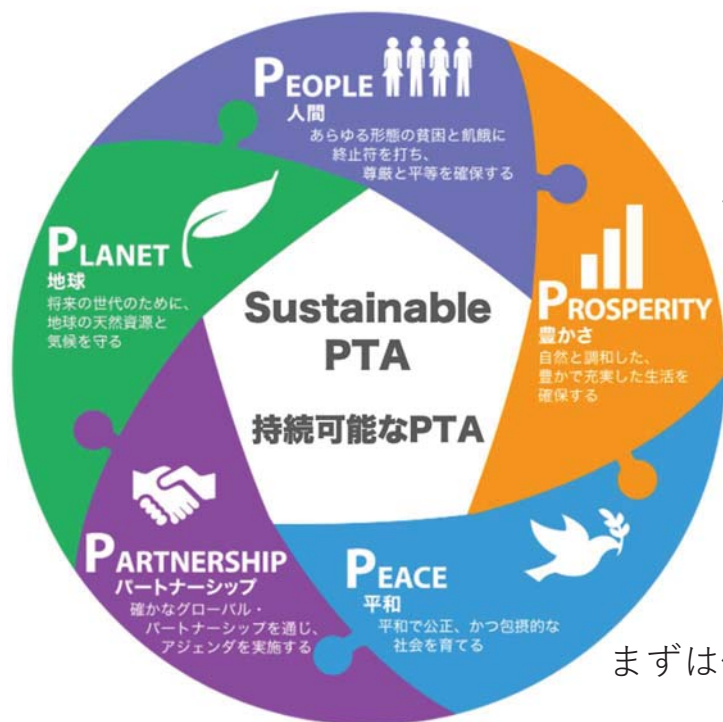 PEOPLE
人間
あらゆる形態の貧困と飢餓に
終止符を打ち、
尊厳と平等を確保する
PROSPERITY
豊かさ
自然と調和した、
豊かで充実した生活を
確保する
PEACE
平和
平和で公正、かつ包摂的な
社会を育てる
PARTNERSHIP
パートナーシップ
確かなグローバル・
パートナーシップを通じ、
アジェンダを実施する
PLANET
地球
将来の世代のために、
地球の天然資源と
気候を守る
Sustainable
PTA
持続可能なPTA
まずは